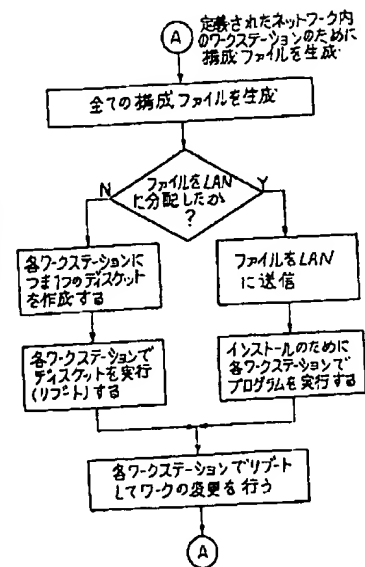 A
定義されたネットワーク内
のワークステーションのために
構成ファイルを生成
全ての構成ファイルを生成
N
Y
ファイルをLAN
に分配したか
?
各ワークステーションに
つき1つのディスケット
を作成する
ファイルをLAN
に送信
各ワークステーションで
ディスケットを実行
(リブート)する
インストールのために
各ワークステーションで
プログラムを実行する
各ワークステーションでリブート
してワークの変更を行う
A